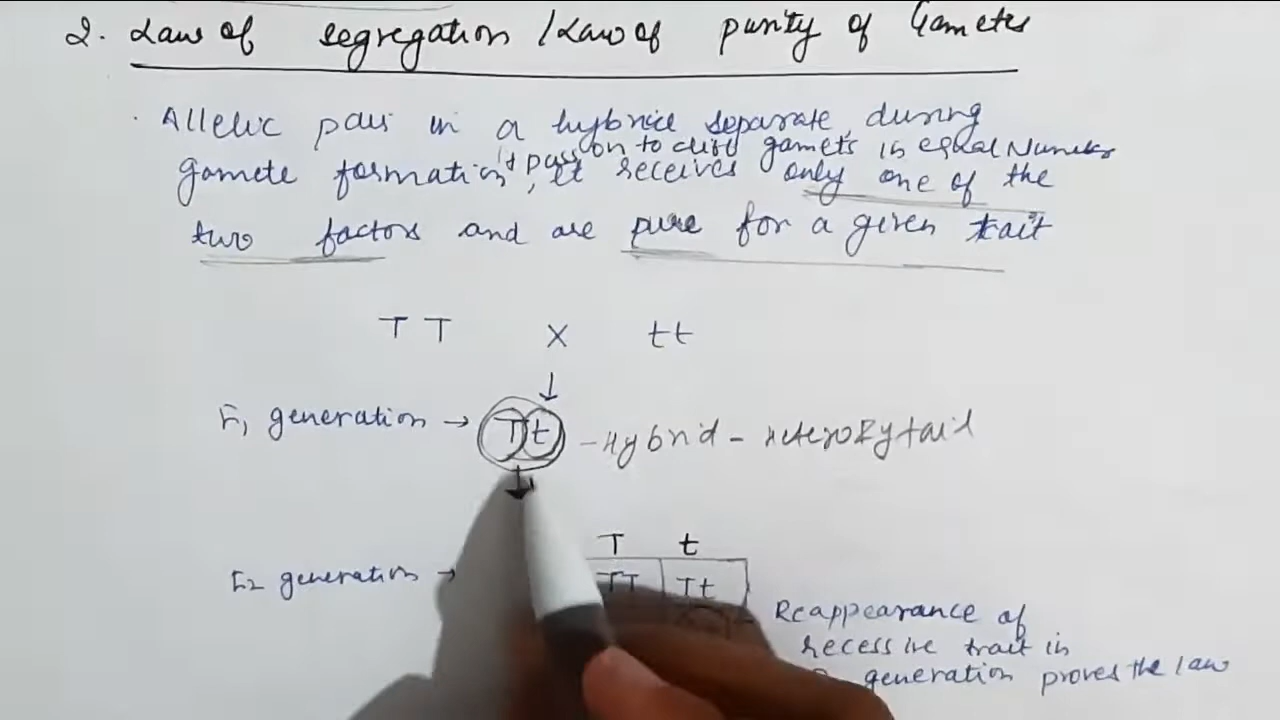 2. Law of segregation / Law of purity of Gametes
Allelic pair in a hybrid separate during
pass on to diff gamets in equal Number
gamete formation, it receives only one of the
two factors and are pure for a given trait
TT X tt
F1 generation → Tt - Hybrid -
T t
F2 generation → TT Tt
Reappearance of
recessive trait in
generation proves the law